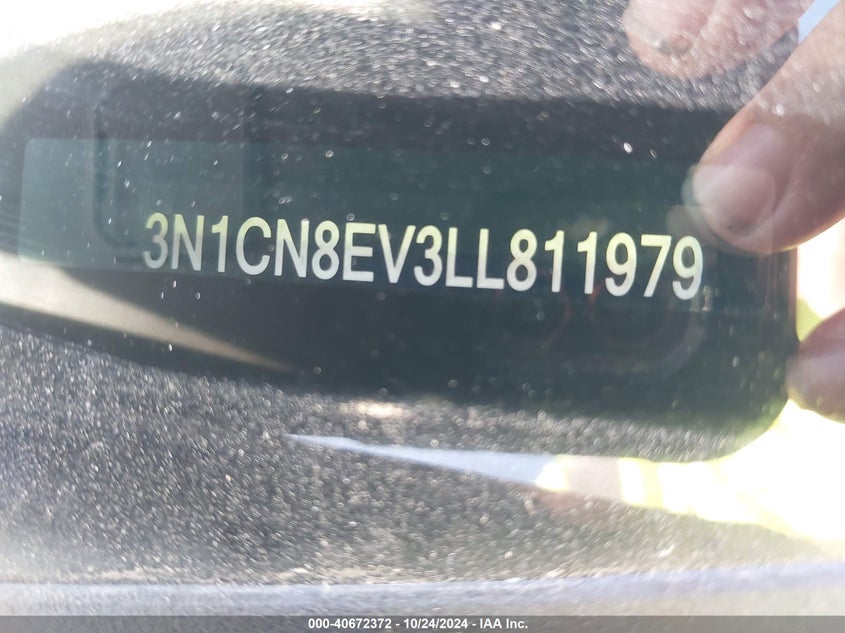 3N1CN8EV3LL811979
000-40672372 - 10/24/2024 - IAA Inc.